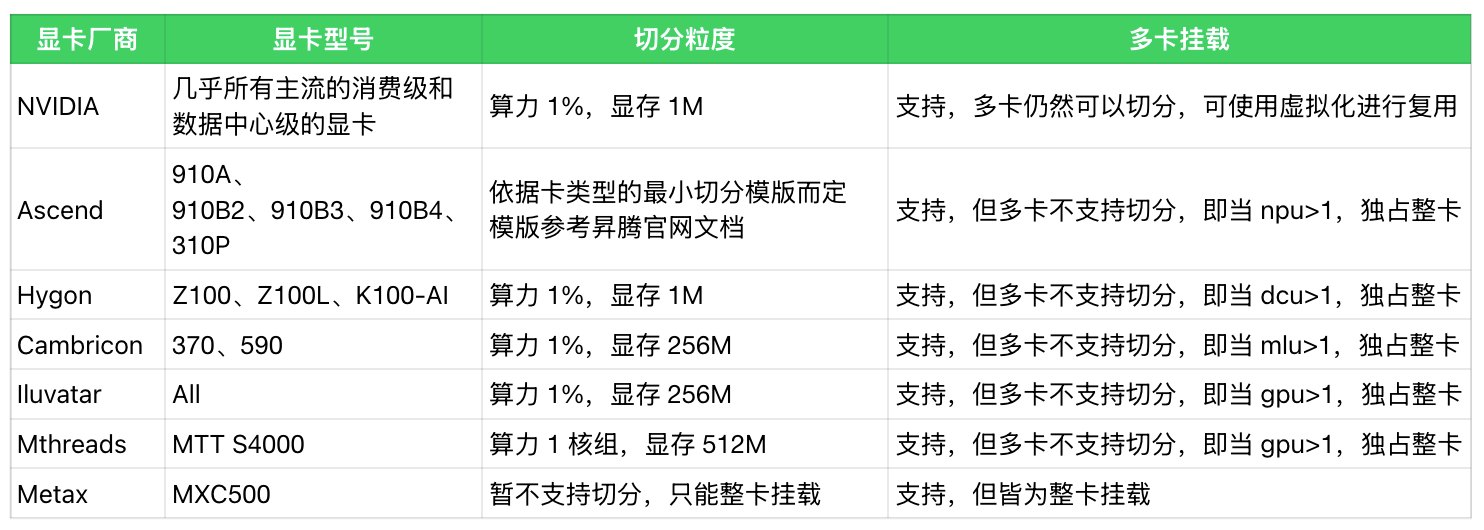 显卡厂商 显卡型号 切分粒度 多卡挂载
NVIDIA
几乎所有主流的消费级和
数据中心级的显卡
算力 1%，显存 1M
支持，多卡仍然可以切分，可使用虚拟化进行复用
Ascend
910A、
910B2、910B3、910B4、
310P
依据卡类型的最小切分模版而定
模版参考昇腾官网文档
支持，但多卡不支持切分，即当 npu>1，独占整卡
Hygon Z100、Z100L、K100-AI 算力 1%，显存 1M 支持，但多卡不支持切分，即当 dcu>1，独占整卡
Cambricon 370、590 算力 1%，显存 256M 支持，但多卡不支持切分，即当 mlu>1，独占整卡
Iluvatar All 算力 1%，显存 256M 支持，但多卡不支持切分，即当 gpu>1，独占整卡
Mthreads MTT S4000 算力 1 核组，显存 512M 支持，但多卡不支持切分，即当 gpu>1，独占整卡
Metax MXC500 暂不支持切分，只能整卡挂载 支持，但皆为整卡挂载